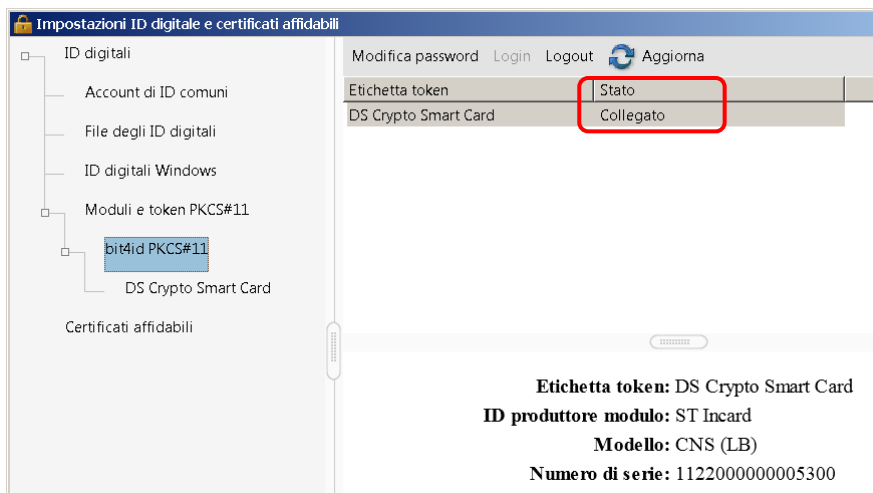 Impostazioni ID digitale e certificati affidabili
ID digitali
Account di ID comuni
File degli ID digitali
ID digitali Windows
Moduli e token PKCS#11
bit4id PKCS#11
DS Crypto Smart Card
Certificati affidabili
Modifica password Login Logout Aggiorna
Etichetta token Stato
DS Crypto Smart Card Collegato
Etichetta token: DS Crypto Smart Card
ID produttore modulo: ST Incard
Modello: CNS (LB)
Numero di serie: 1122000000005300